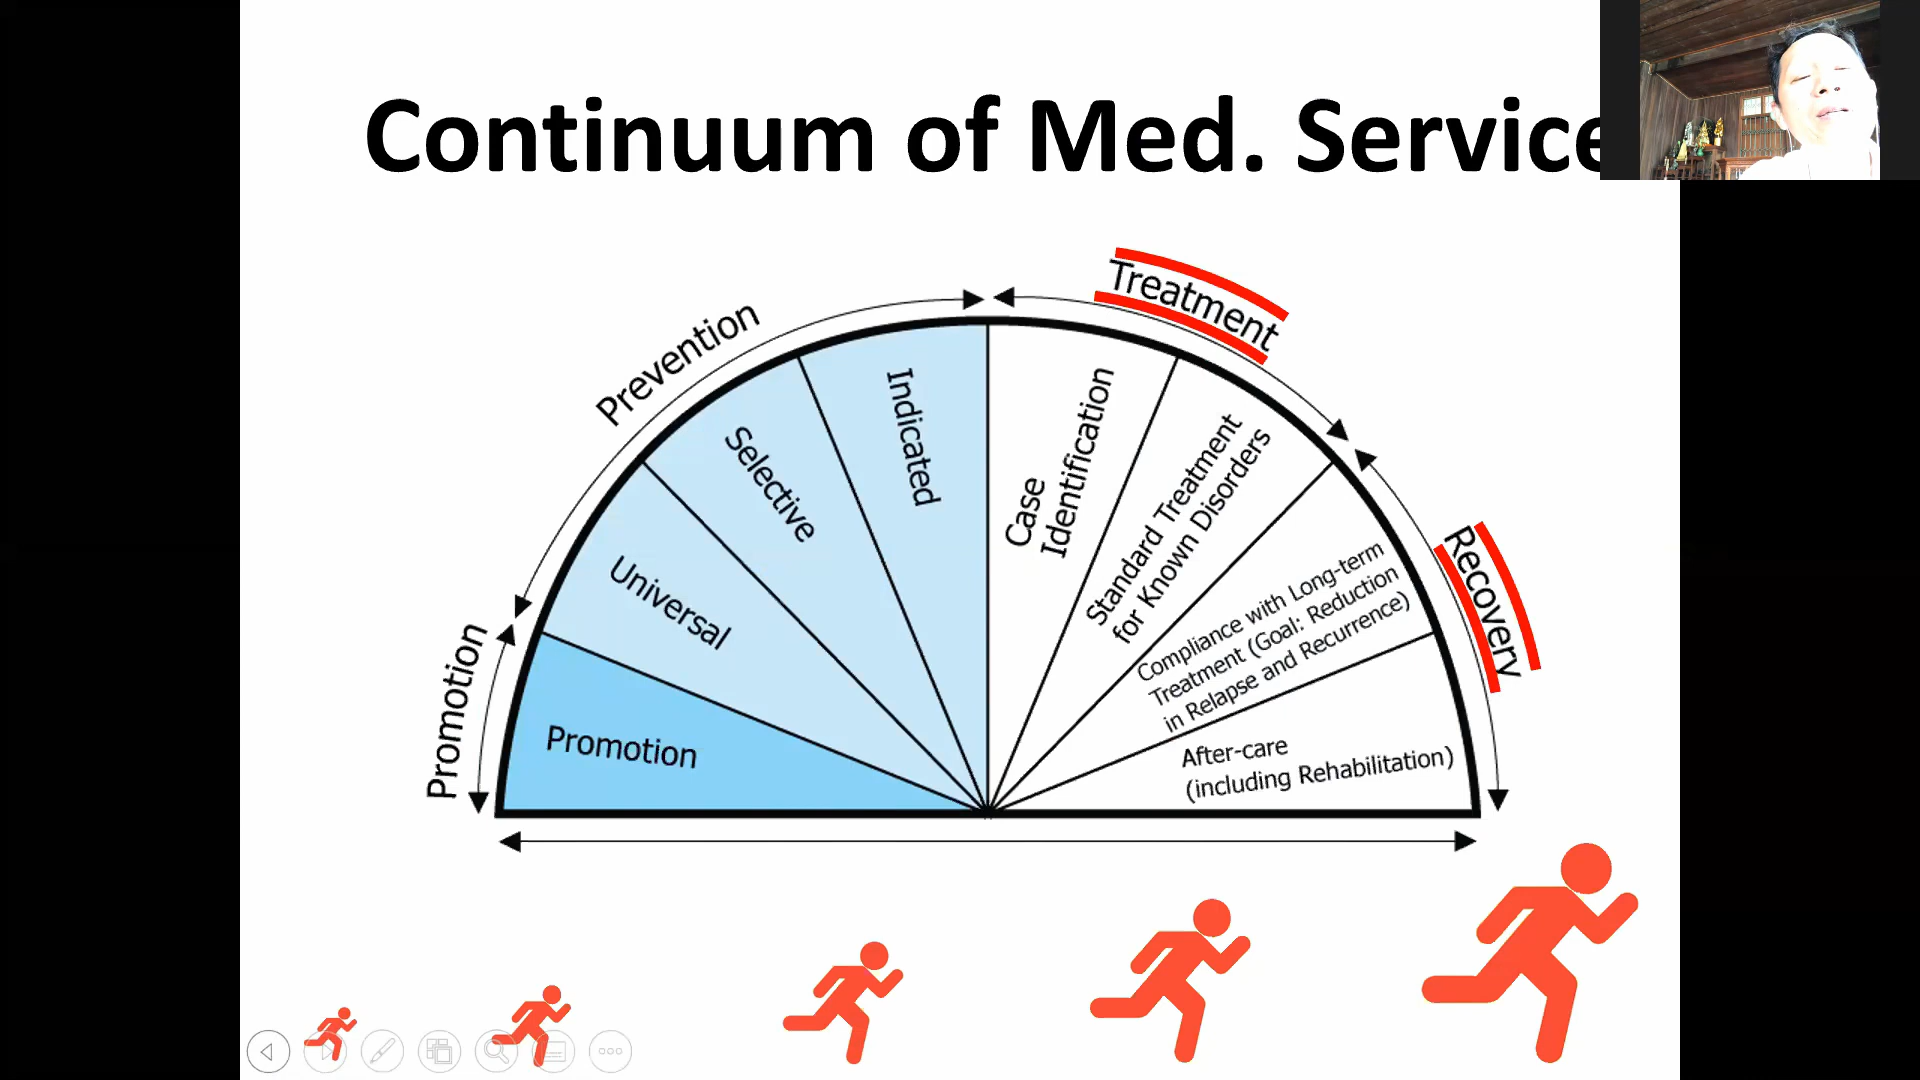 Continuum of Med. Service
Promotion
Prevention
Treatment
Recovery
Promotion
Universal
Selective
Indicated
Case
Identification
Standard Treatment
for Known Disorders
Compliance with Long-term
Treatment (Goal: Reduction
in Relapse and Recurrence)
After-care
(including Rehabilitation)